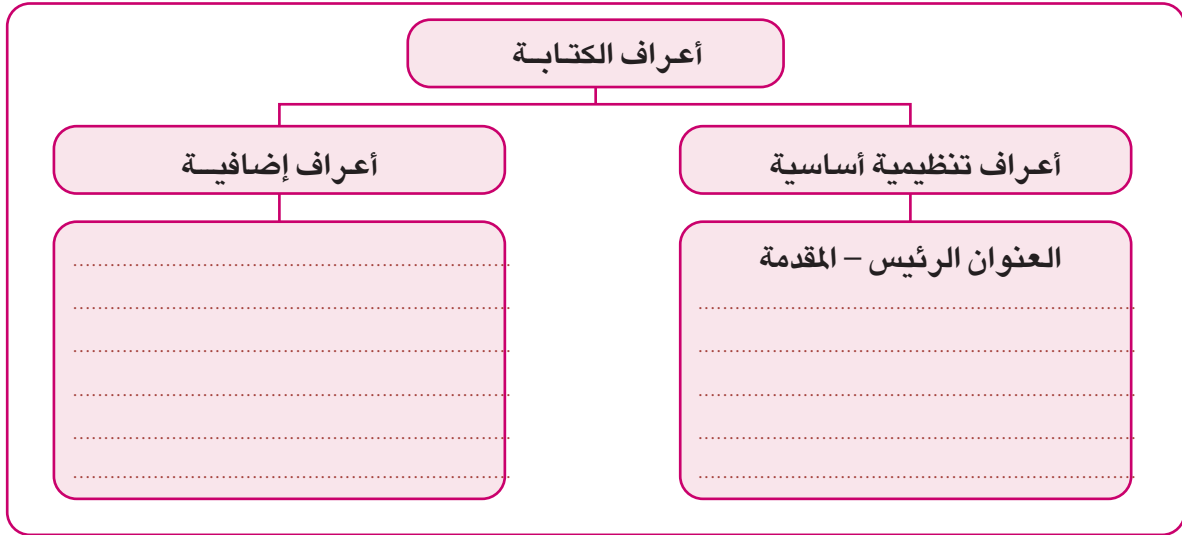 أعراف الكتابة
أعراف تنظيمية أساسية
أعراف إضافية
العنوان الرئيس – المقدمة